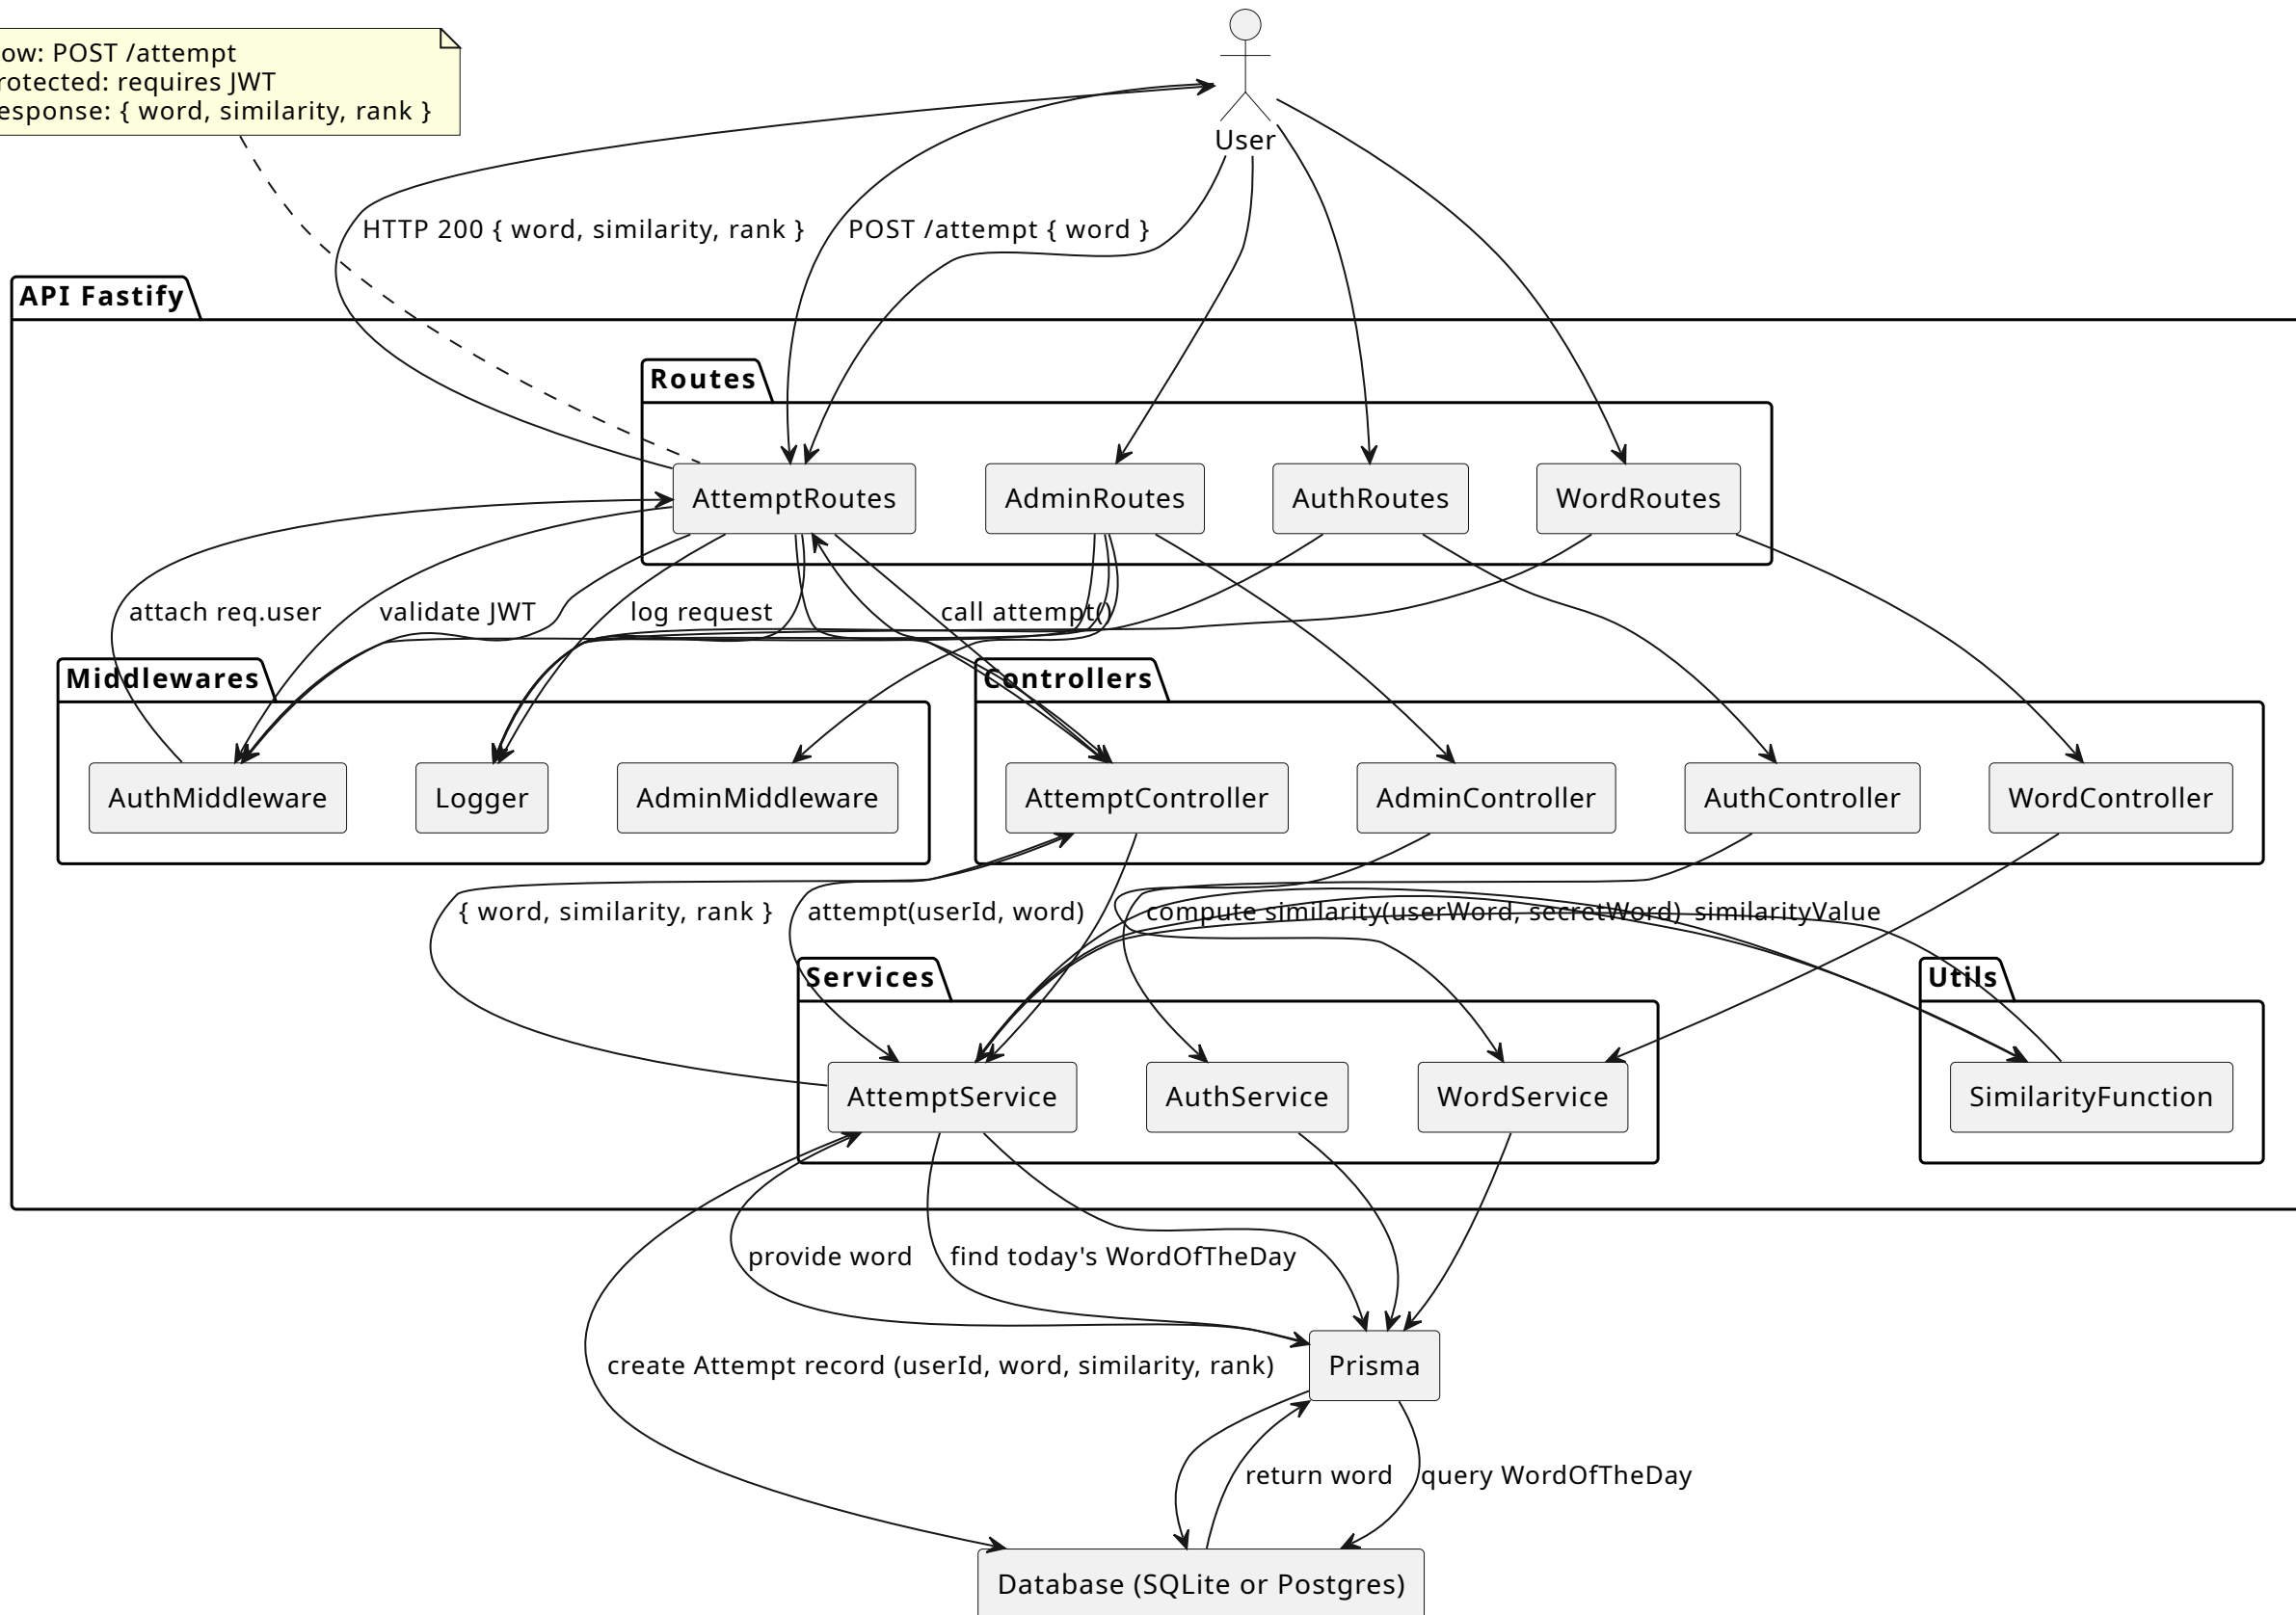 ow: POST /attempt
rotected: requires JWT
esponse: { word, similarity, rank }
User
HTTP 200 { word, similarity, rank }
POST /attempt { word }
API Fastify
Routes
AttemptRoutes
AdminRoutes
AuthRoutes
WordRoutes
attach req.user
validate JWT
log request
call attempt()
Middlewares
Controllers
AuthMiddleware
Logger
AdminMiddleware
AttemptController
AdminController
AuthController
WordController
{ word, similarity, rank }
attempt(userId, word)
compute similarity(userWord, secretWord)
similarityValue
Services
Utils
AttemptService
AuthService
WordService
SimilarityFunction
provide word
find today's WordOfTheDay
create Attempt record (userId, word, similarity, rank)
Prisma
return word
query WordOfTheDay
Database (SQLite or Postgres)